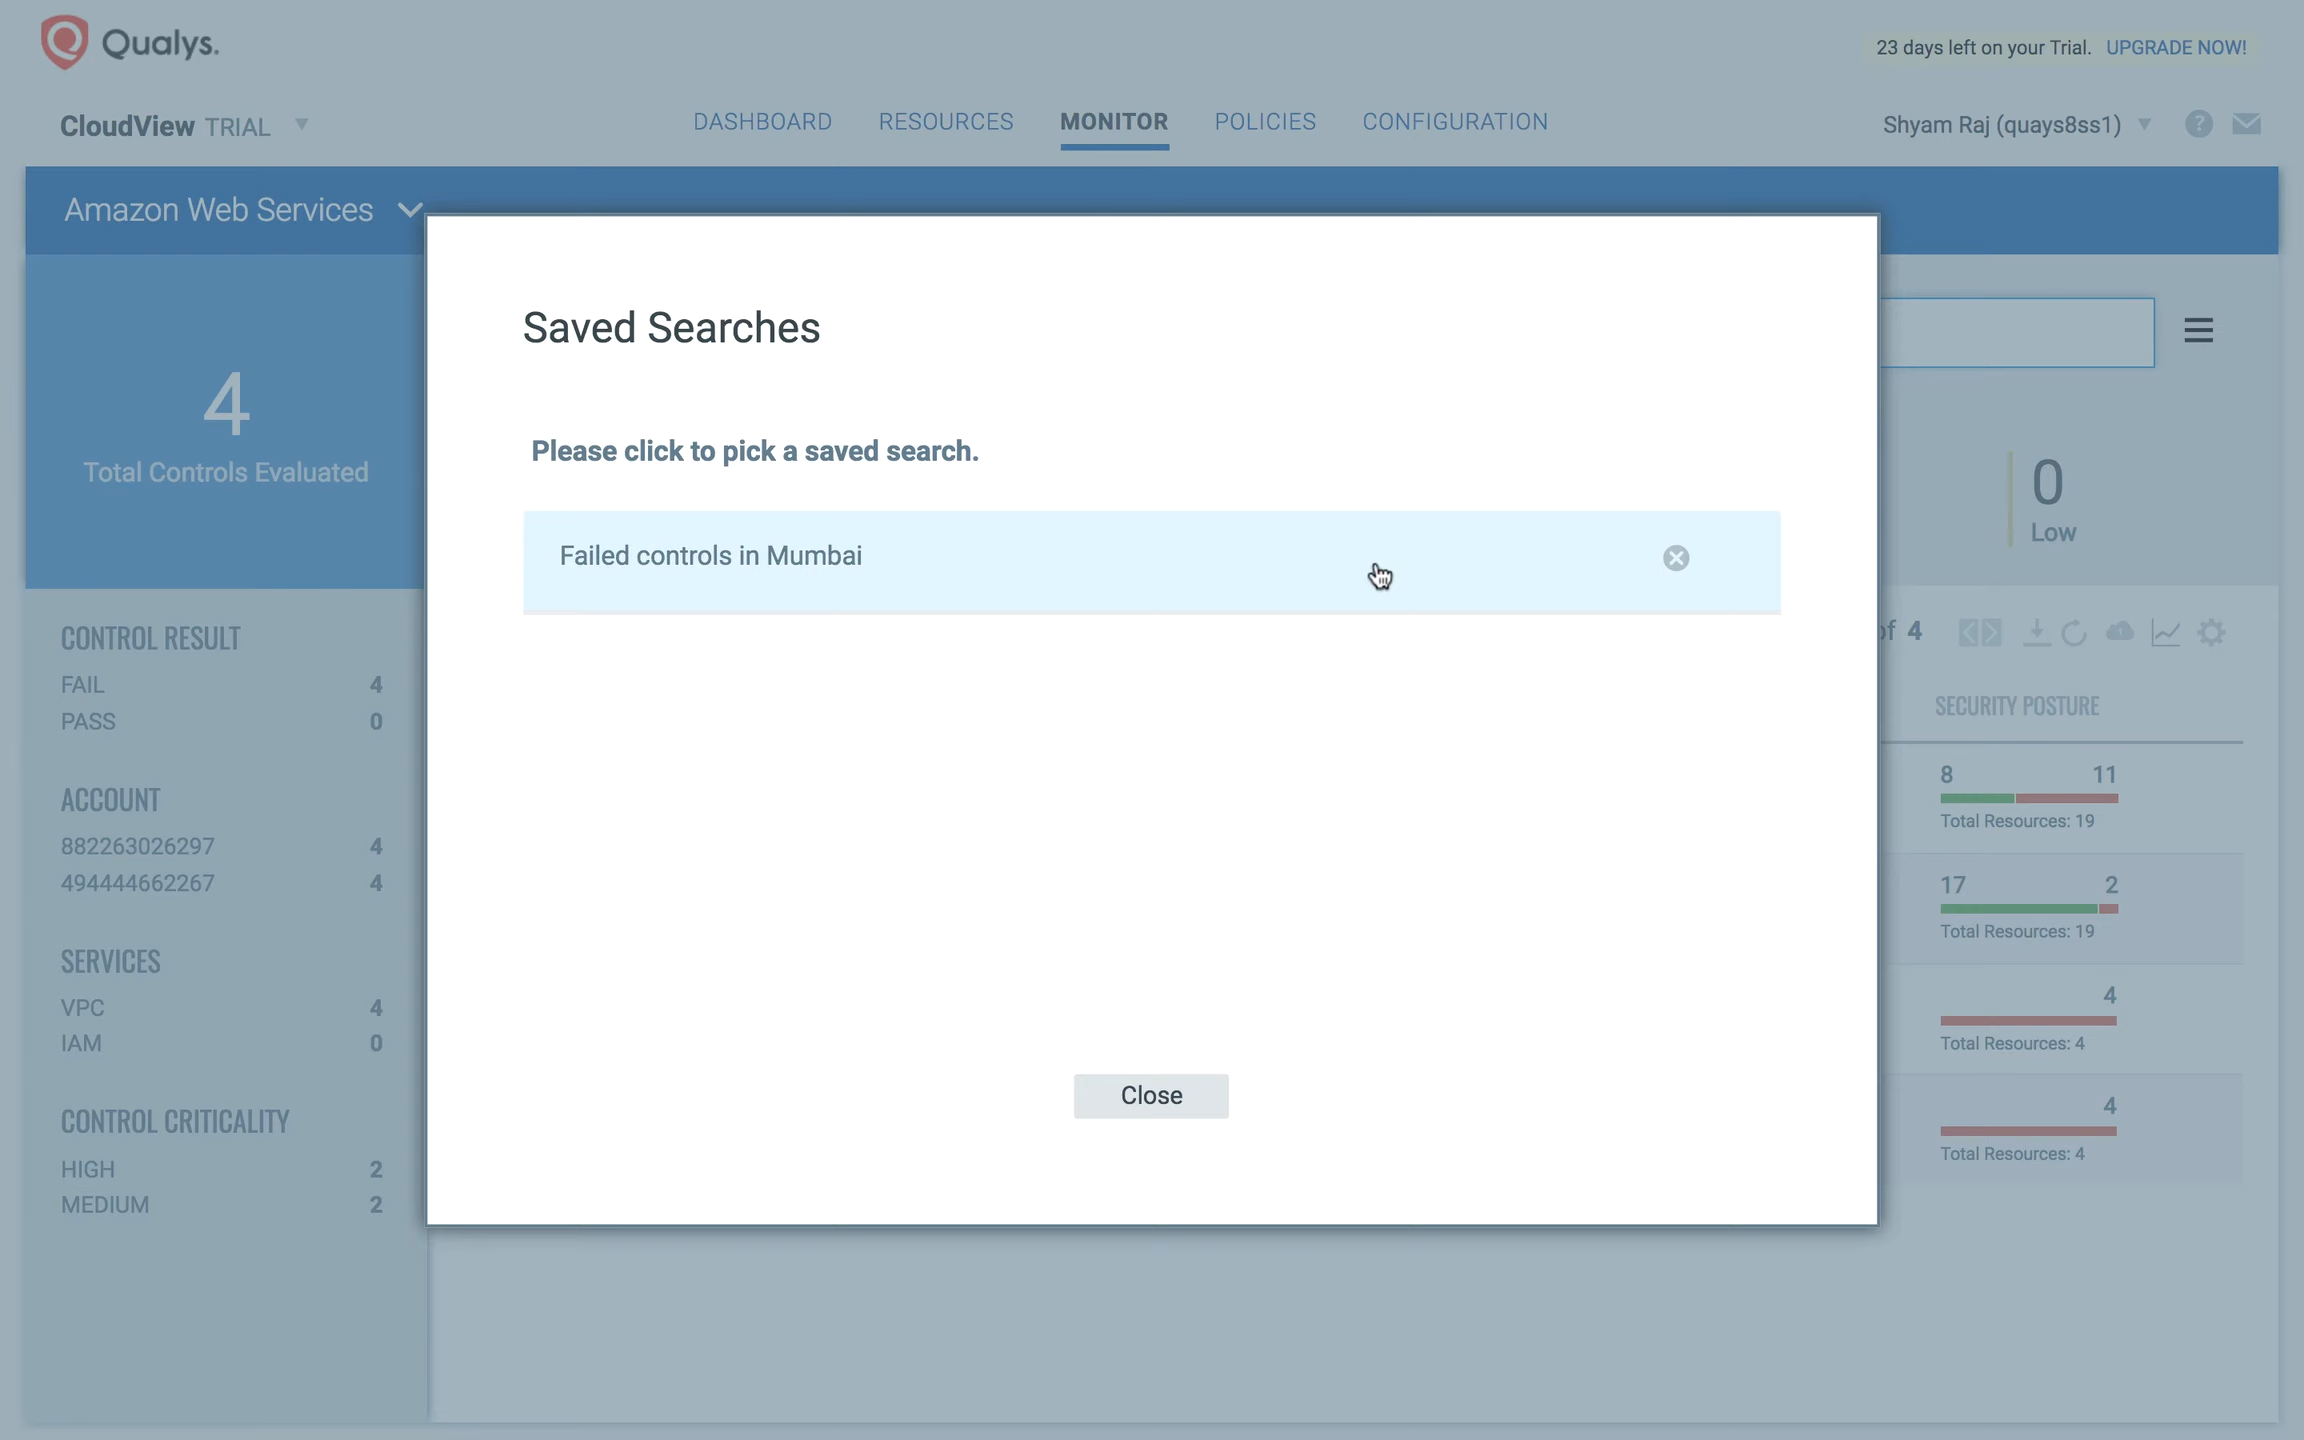 Qualys.
23 days left on your Trial. UPGRADE NOW!
CloudView TRIAL
DASHBOARD RESOURCES MONITOR POLICIES CONFIGURATION
Shyam Raj (quays8ss1)
Amazon Web Services
4
Total Controls Evaluated
CONTROL RESULT
FAIL 4
PASS 0
ACCOUNT
882263026297 4
494444662267 4
SERVICES
VPC 4
IAM 0
CONTROL CRITICALITY
HIGH 2
MEDIUM 2
Saved Searches
Please click to pick a saved search.
Failed controls in Mumbai
Close
0
Low
of 4
SECURITY POSTURE
8 11
Total Resources: 19
17 2
Total Resources: 19
4
Total Resources: 4
4
Total Resources: 4